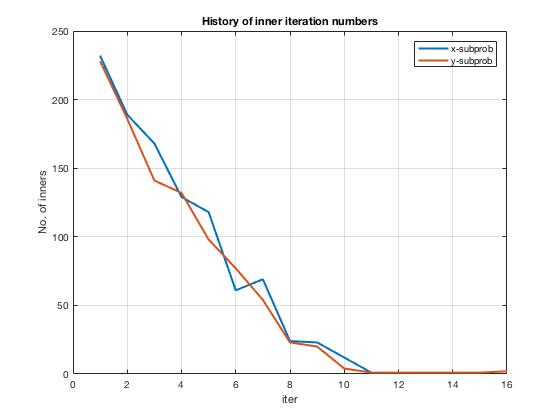 History of inner iteration numbers
x-subprob
y-subprob
250
200
150
100
50
0
No. of inners
0 2 4 6 8 10 12 14 16
iter